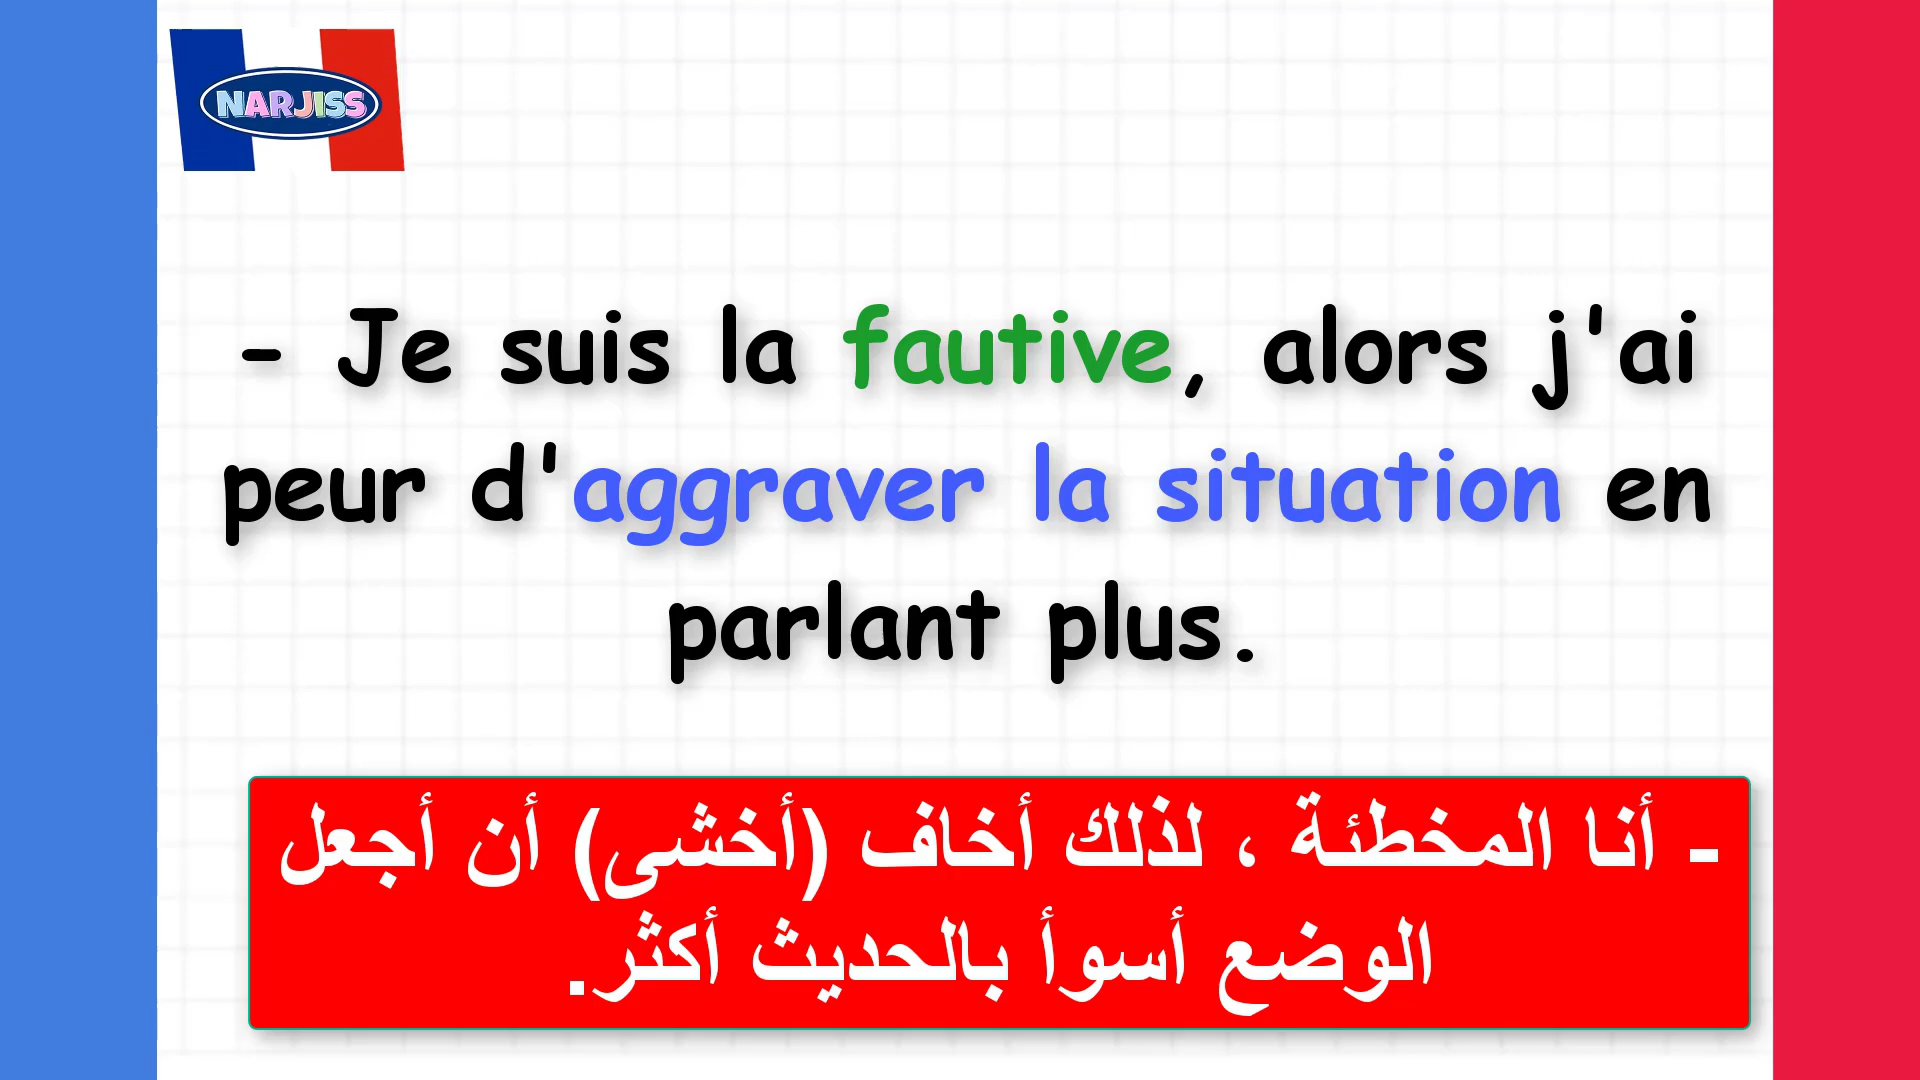 NARJISS
- Je suis la fautive, alors j'ai
peur d'aggraver la situation en
parlant plus.
- أنا المخطئة ، لذلك أخاف (أخشى) أن أجعل
الوضع أسوأ بالحديث أكثر.